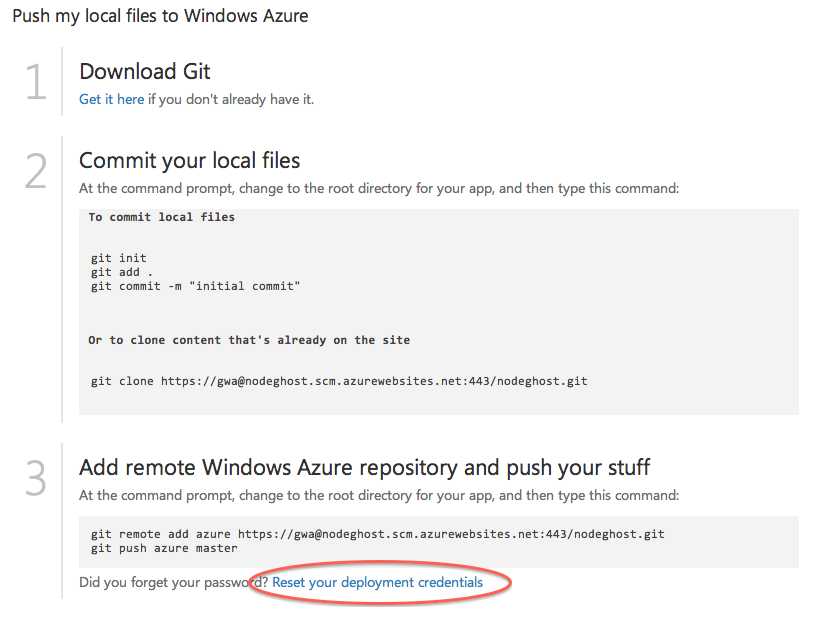 Push my local files to Windows Azure
1
Download Git
Get it here if you don't already have it.
2
Commit your local files
At the command prompt, change to the root directory for your app, and then type this command:
To commit local files
git init
git add .
git commit -m "initial commit"
Or to clone content that's already on the site
git clone https://gwa@nodeghost.scm.azurewebsites.net:443/nodeghost.git
3
Add remote Windows Azure repository and push your stuff
At the command prompt, change to the root directory for your app, and then type this command:
git remote add azure https://gwa@nodeghost.scm.azurewebsites.net:443/nodeghost.git
git push azure master
Did you forget your password? Reset your deployment credentials